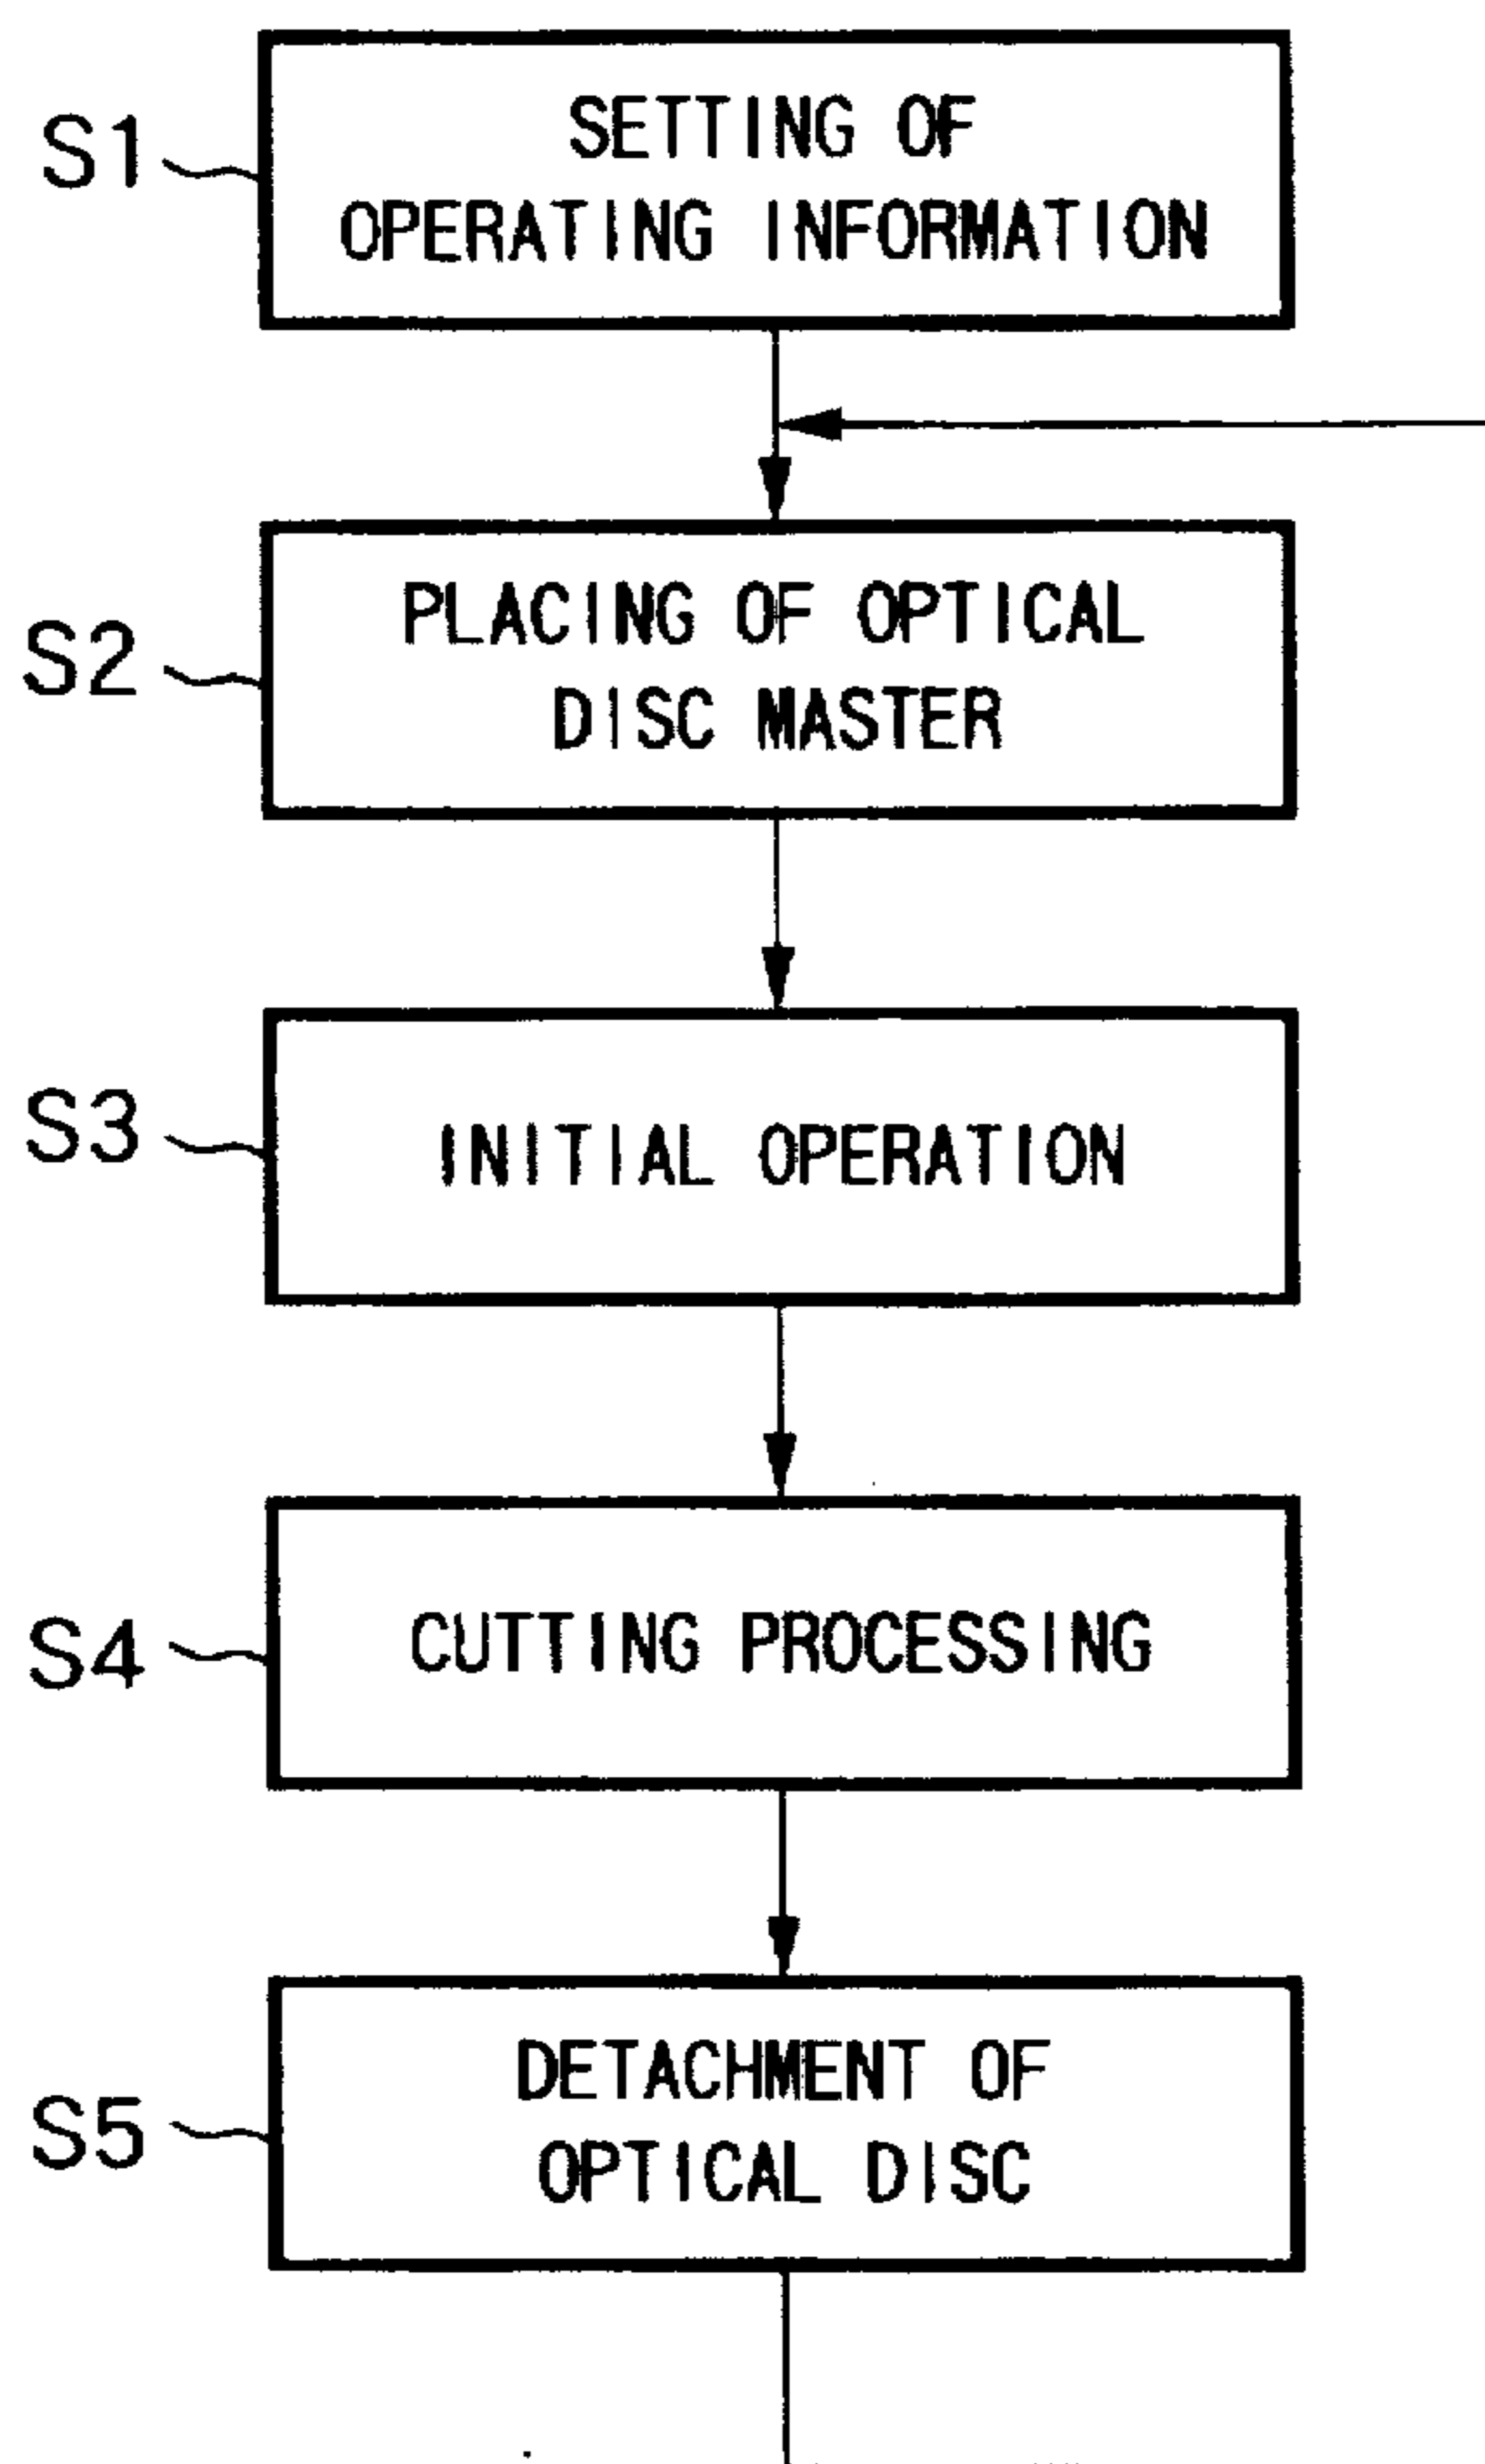 S1
SETTING OF
OPERATING INFORMATION
S2
PLACING OF OPTICAL
DISC MASTER
S3
INITIAL OPERATION
S4
CUTTING PROCESSING
S5
DETACHMENT OF
OPTICAL DISC